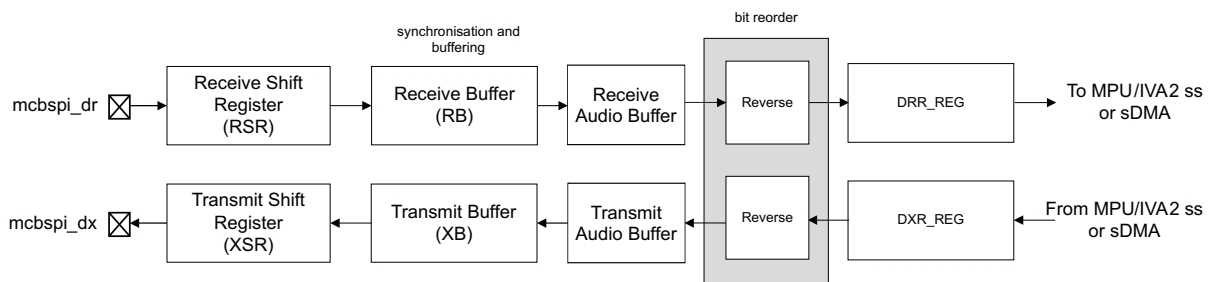 bit reorder
synchronisation and
buffering
mcbspi_dr
Receive Shift
Register
(RSR)
Receive Buffer
(RB)
Receive
Audio Buffer
Reverse
DRR_REG
To MPU/IVA2 ss
or sDMA
mcbspi_dx
Transmit Shift
Register
(XSR)
Transmit Buffer
(XB)
Transmit
Audio Buffer
Reverse
DXR_REG
From MPU/IVA2 ss
or sDMA